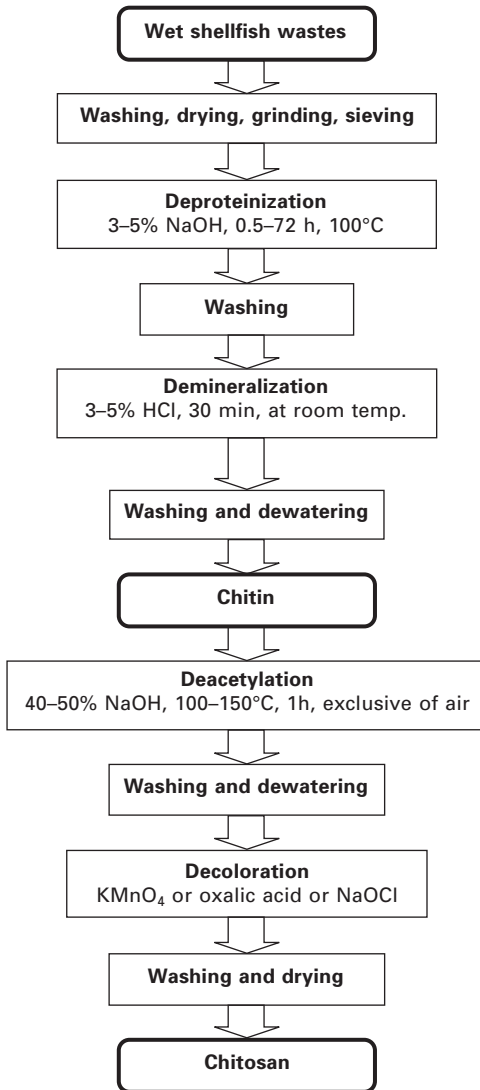 Wet shellfish wastes
Washing, drying, grinding, sieving
Deproteinization
3–5% NaOH, 0.5–72 h, 100°C
Washing
Demineralization
3–5% HCl, 30 min, at room temp.
Washing and dewatering
Chitin
Deacetylation
40–50% NaOH, 100–150°C, 1h, exclusive of air
Washing and dewatering
Decoloration
KMnO₄ or oxalic acid or NaOCl
Washing and drying
Chitosan